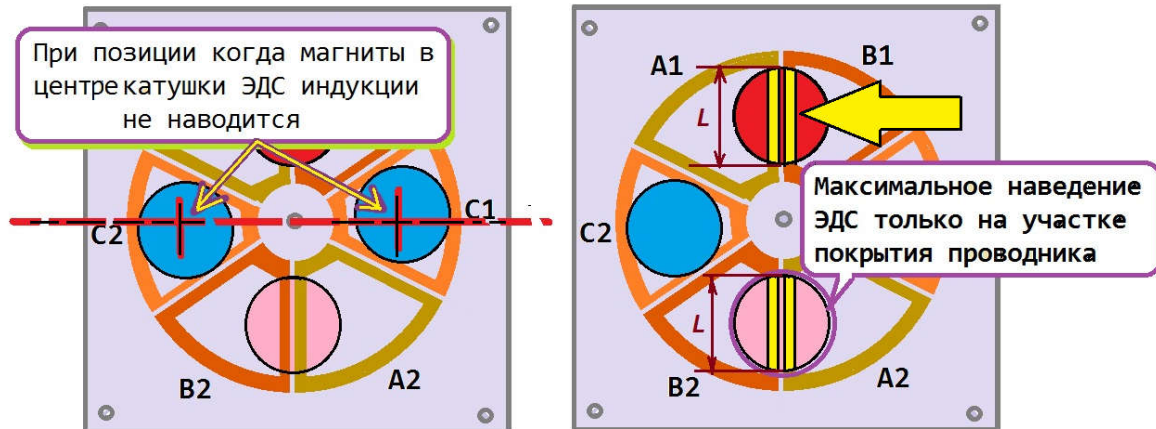 При позиции когда магниты в
центре катушки ЭДС индукции
не наводится
C2
C1
B2
A2
A1
B1
L
Максимальное наведение
ЭДС только на участке
покрытия проводника
C2
L
B2
A2